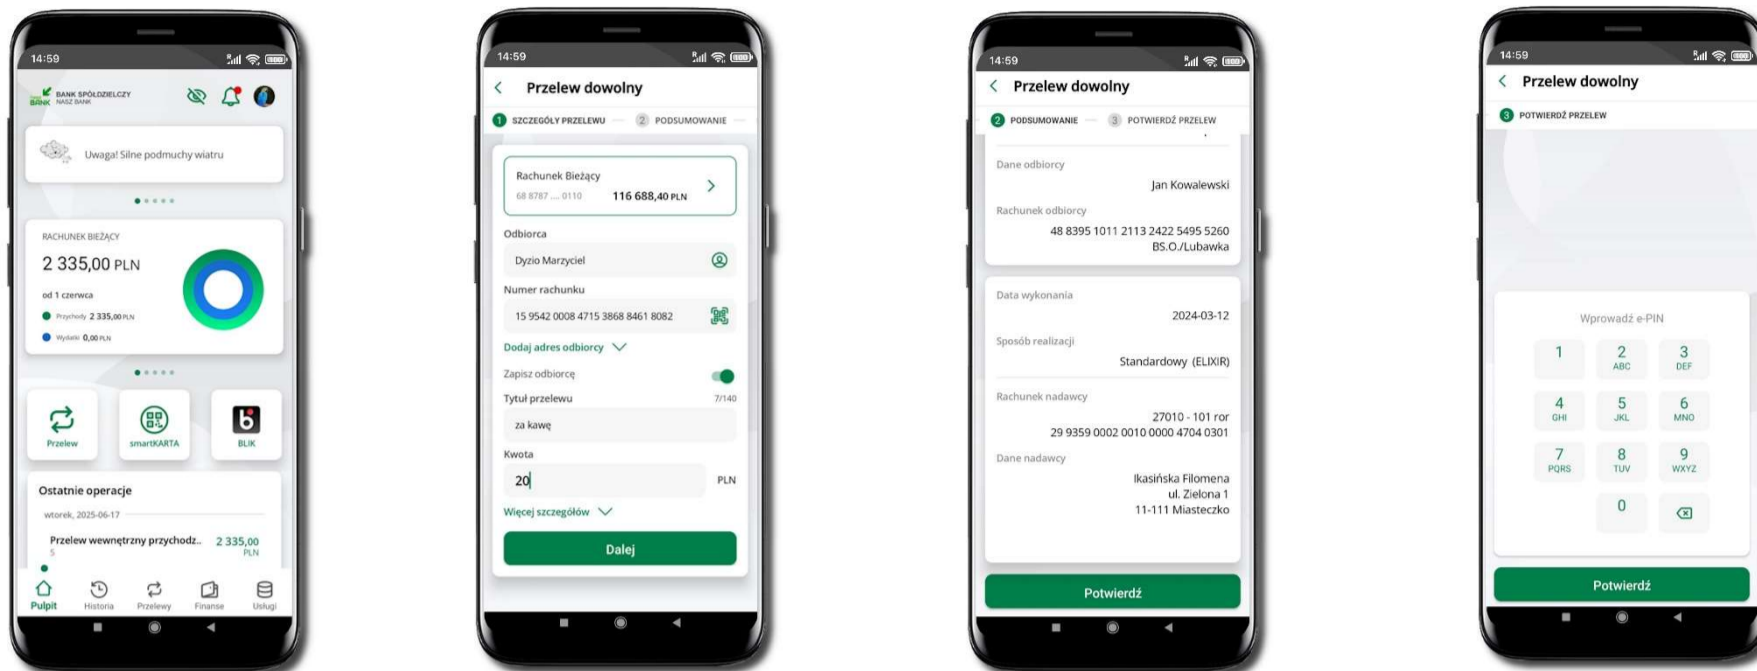 14:59
BANK SPÓŁDZIELCZY
BANK NASZ BANK
Uwaga! Silne podmuchy wiatru
RACHUNEK BIEŻĄCY
2 335,00 PLN
od 1 czerwca
Przychody 2 335,00 PLN
Wydatki 0,00 PLN
Przelew
smartKARTA
BLIK
Ostatnie operacje
wtorek, 2025-06-17
Przelew wewnętrzny przychodz.. 2 335,00
S PLN
Pulpit Historia Przelewy Finanse Usługi
14:59
Przelew dowolny
1 SZCZEGÓŁY PRZELEWU 2 PODSUMOWANIE
Rachunek Bieżący
68 8787 .... 0110 116 688,40 PLN
Odbiorca
Dyzio Marzyciel
Numer rachunku
15 9542 0008 4715 3868 8461 8082
Dodaj adres odbiorcy
Zapisz odbiorcę
Tytuł przelewu 7/140
za kawę
Kwota
20 PLN
Więcej szczegółów
Dalej
14:59
Przelew dowolny
2 PODSUMOWANIE 3 POTWIERDŹ PRZELEW
Dane odbiorcy
Jan Kowalewski
Rachunek odbiorcy
48 8395 1011 2113 2422 5495 5260
BS.O./Lubawka
Data wykonania
2024-03-12
Sposób realizacji
Standardowy (ELIXIR)
Rachunek nadawcy
27010 - 101 ror
29 9359 0002 0010 0000 4704 0301
Dane nadawcy
Ikasińska Filomena
ul. Zielona 1
11-111 Miasteczko
Potwierdź
14:59
Przelew dowolny
3 POTWIERDŹ PRZELEW
Wprowadź e-PIN
1 2 3
ABC DEF
4 5 6
GHI JKL MNO
7 8 9
PQRS TUV WXYZ
0
Potwierdź